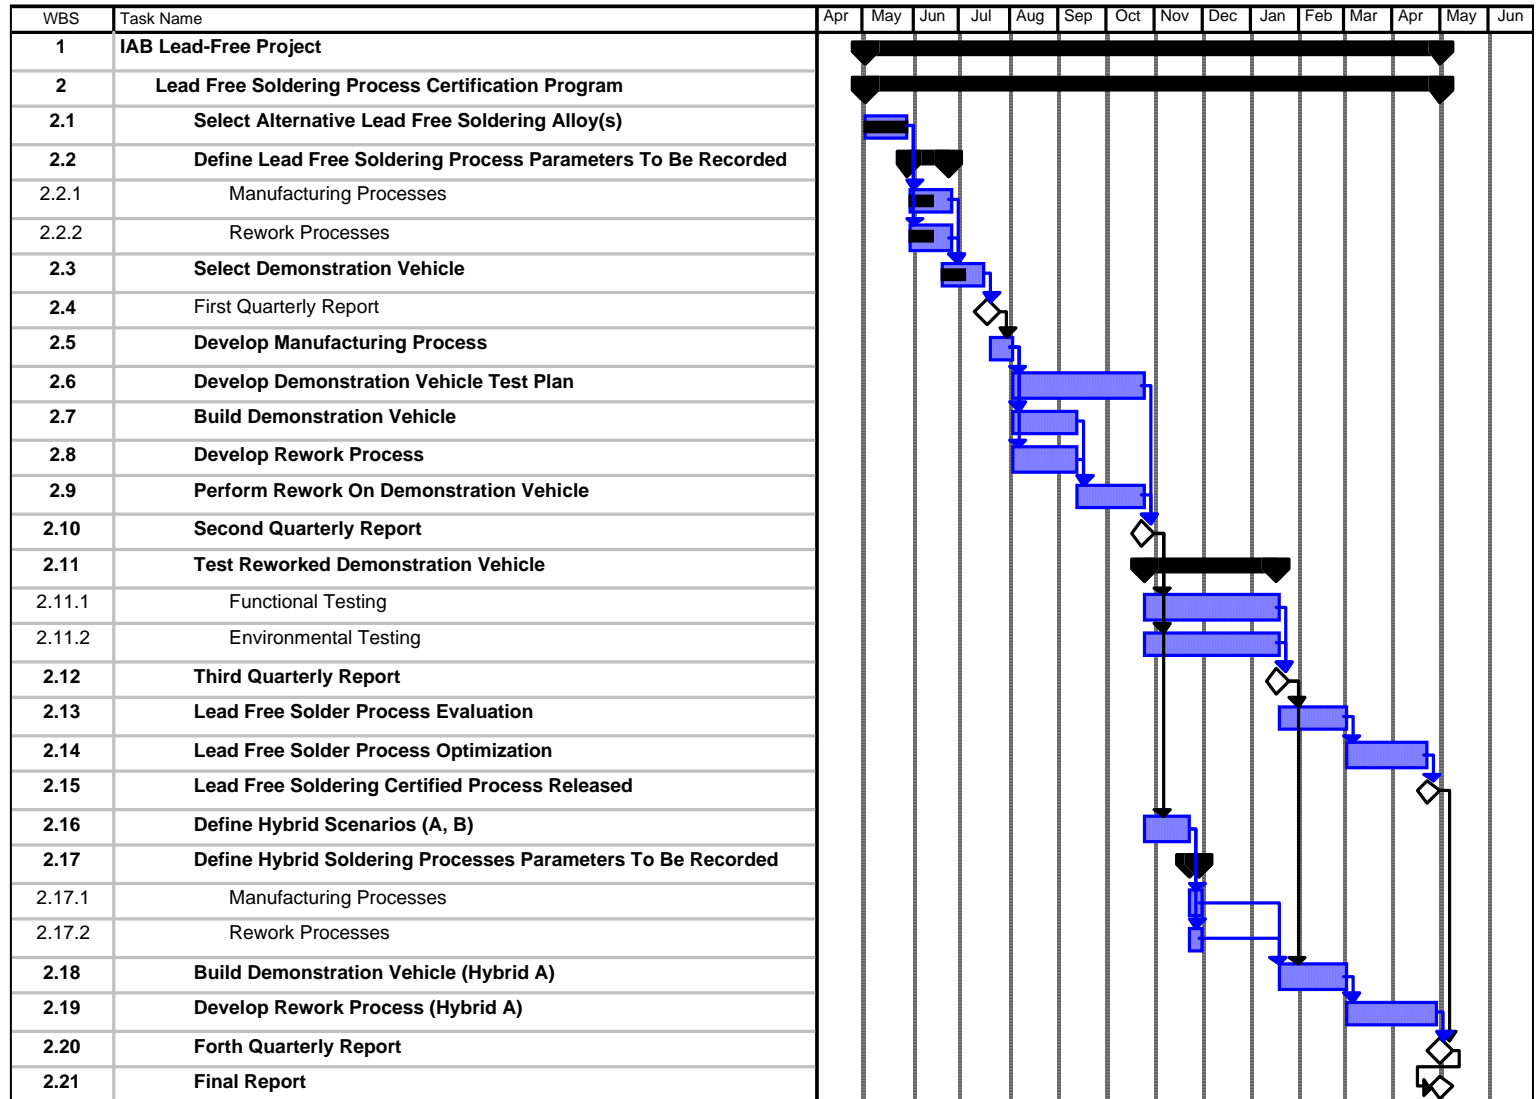 WBS Task Name Apr May Jun Jul Aug Sep Oct Nov Dec Jan Feb Mar Apr May Jun
1 IAB Lead-Free Project
2 Lead Free Soldering Process Certification Program
2.1 Select Alternative Lead Free Soldering Alloy(s)
2.2 Define Lead Free Soldering Process Parameters To Be Recorded
2.2.1 Manufacturing Processes
2.2.2 Rework Processes
2.3 Select Demonstration Vehicle
2.4 First Quarterly Report
2.5 Develop Manufacturing Process
2.6 Develop Demonstration Vehicle Test Plan
2.7 Build Demonstration Vehicle
2.8 Develop Rework Process
2.9 Perform Rework On Demonstration Vehicle
2.10 Second Quarterly Report
2.11 Test Reworked Demonstration Vehicle
2.11.1 Functional Testing
2.11.2 Environmental Testing
2.12 Third Quarterly Report
2.13 Lead Free Solder Process Evaluation
2.14 Lead Free Solder Process Optimization
2.15 Lead Free Soldering Certified Process Released
2.16 Define Hybrid Scenarios (A, B)
2.17 Define Hybrid Soldering Processes Parameters To Be Recorded
2.17.1 Manufacturing Processes
2.17.2 Rework Processes
2.18 Build Demonstration Vehicle (Hybrid A)
2.19 Develop Rework Process (Hybrid A)
2.20 Forth Quarterly Report
2.21 Final Report